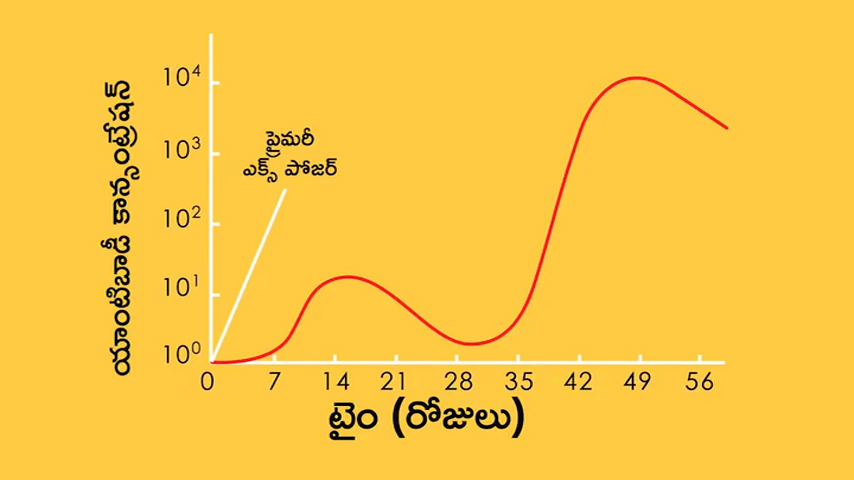 యాంటిబాడీ కాన్సంట్రేషన్
10⁴
10³
10²
10¹
10⁰
ప్రైమరీ
ఎక్స్ పోజర్
0 7 14 21 28 35 42 49 56
టైం (రోజులు)